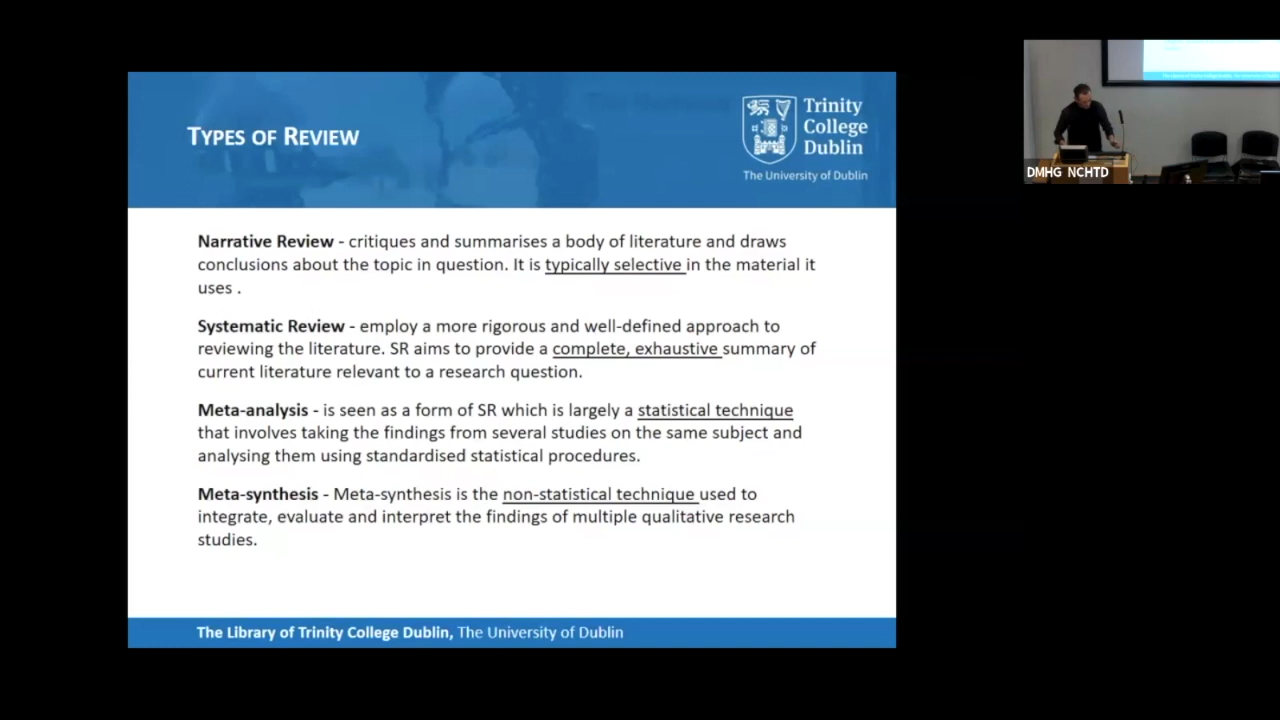 TYPES OF REVIEW
Trinity
College
Dublin
The University of Dublin
Narrative Review - critiques and summarises a body of literature and draws
conclusions about the topic in question. It is typically selective in the material it
uses .
Systematic Review - employ a more rigorous and well-defined approach to
reviewing the literature. SR aims to provide a complete, exhaustive summary of
current literature relevant to a research question.
Meta-analysis - is seen as a form of SR which is largely a statistical technique
that involves taking the findings from several studies on the same subject and
analysing them using standardised statistical procedures.
Meta-synthesis - Meta-synthesis is the non-statistical technique used to
integrate, evaluate and interpret the findings of multiple qualitative research
studies.
The Library of Trinity College Dublin, The University of Dublin
DMHG NCHTD